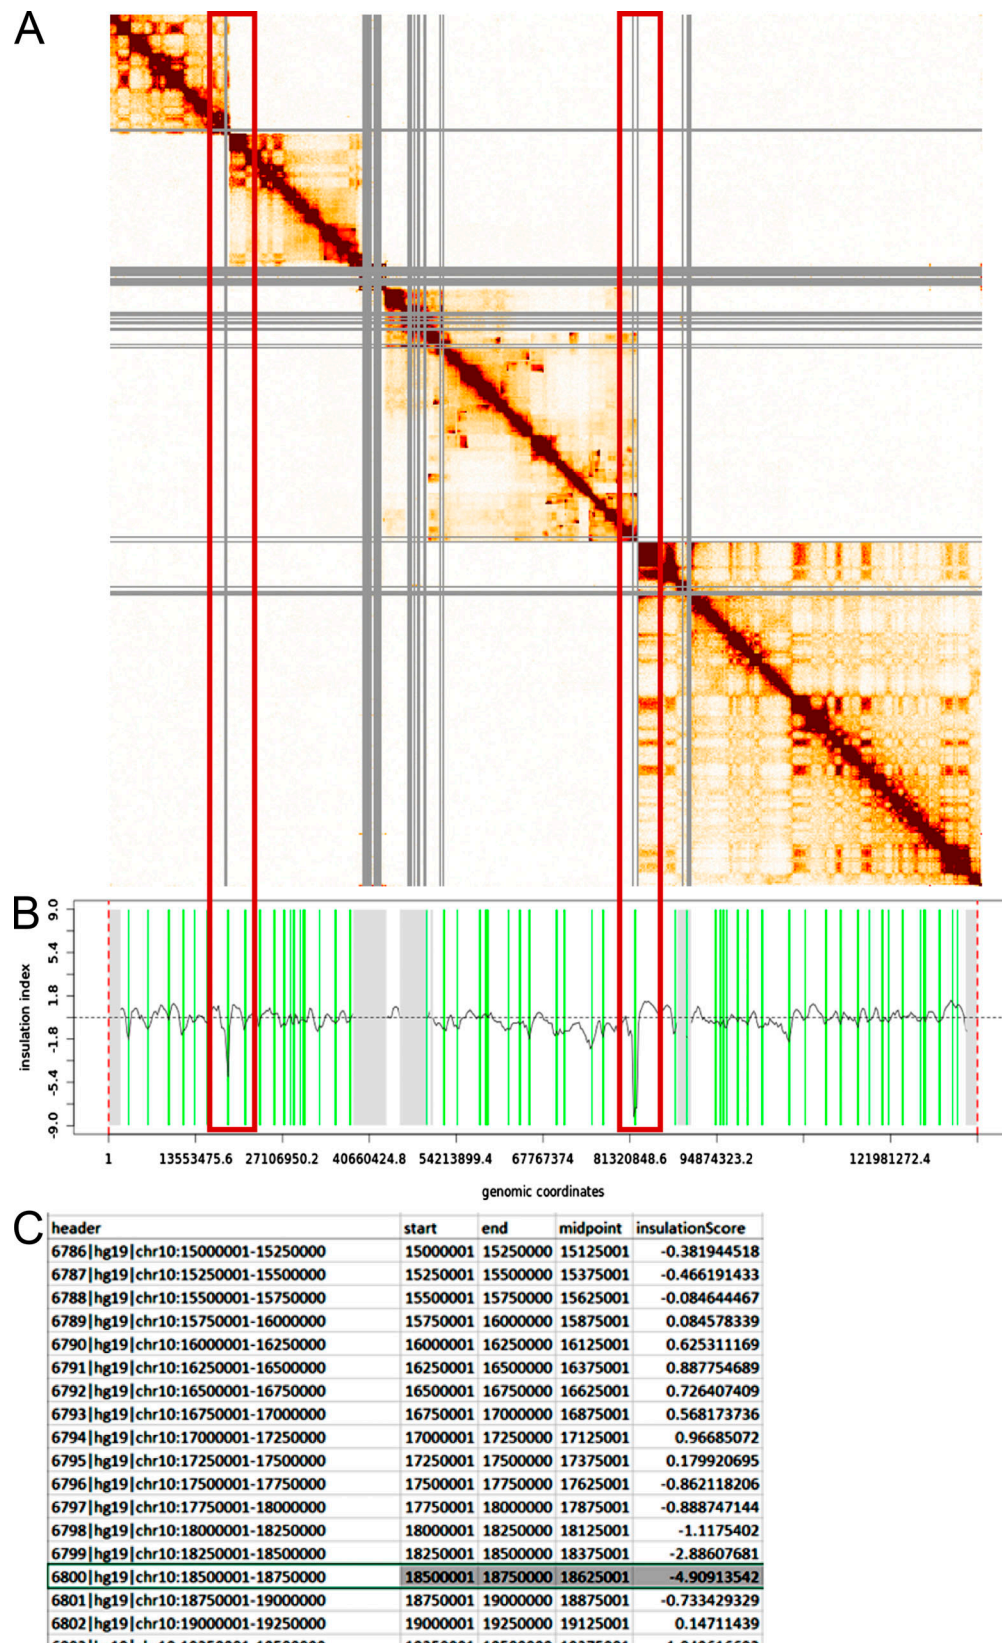 A
B
9.0
5.4
1.8
-1.8
-5.4
-9.0
insulation index
1 13553475.6 27106950.2 40660424.8 54213899.4 67767374 81320848.6 94874323.2 121981272.4
genomic coordinates
C
header start end midpoint insulationScore
6786|hg19|chr10:15000001-15250000 15000001 15250000 15125001 -0.381944518
6787|hg19|chr10:15250001-15500000 15250001 15500000 15375001 -0.466191433
6788|hg19|chr10:15500001-15750000 15500001 15750000 15625001 -0.084644467
6789|hg19|chr10:15750001-16000000 15750001 16000000 15875001 0.084578339
6790|hg19|chr10:16000001-16250000 16000001 16250000 16125001 0.625311169
6791|hg19|chr10:16250001-16500000 16250001 16500000 16375001 0.887754689
6792|hg19|chr10:16500001-16750000 16500001 16750000 16625001 0.726407409
6793|hg19|chr10:16750001-17000000 16750001 17000000 16875001 0.568173736
6794|hg19|chr10:17000001-17250000 17000001 17250000 17125001 0.96685072
6795|hg19|chr10:17250001-17500000 17250001 17500000 17375001 0.179920695
6796|hg19|chr10:17500001-17750000 17500001 17750000 17625001 -0.862118206
6797|hg19|chr10:17750001-18000000 17750001 18000000 17875001 -0.888747144
6798|hg19|chr10:18000001-18250000 18000001 18250000 18125001 -1.1175402
6799|hg19|chr10:18250001-18500000 18250001 18500000 18375001 -2.88607681
6800|hg19|chr10:18500001-18750000 18500001 18750000 18625001 -4.90913542
6801|hg19|chr10:18750001-19000000 18750001 19000000 18875001 -0.733429329
6802|hg19|chr10:19000001-19250000 19000001 19250000 19125001 0.14711439